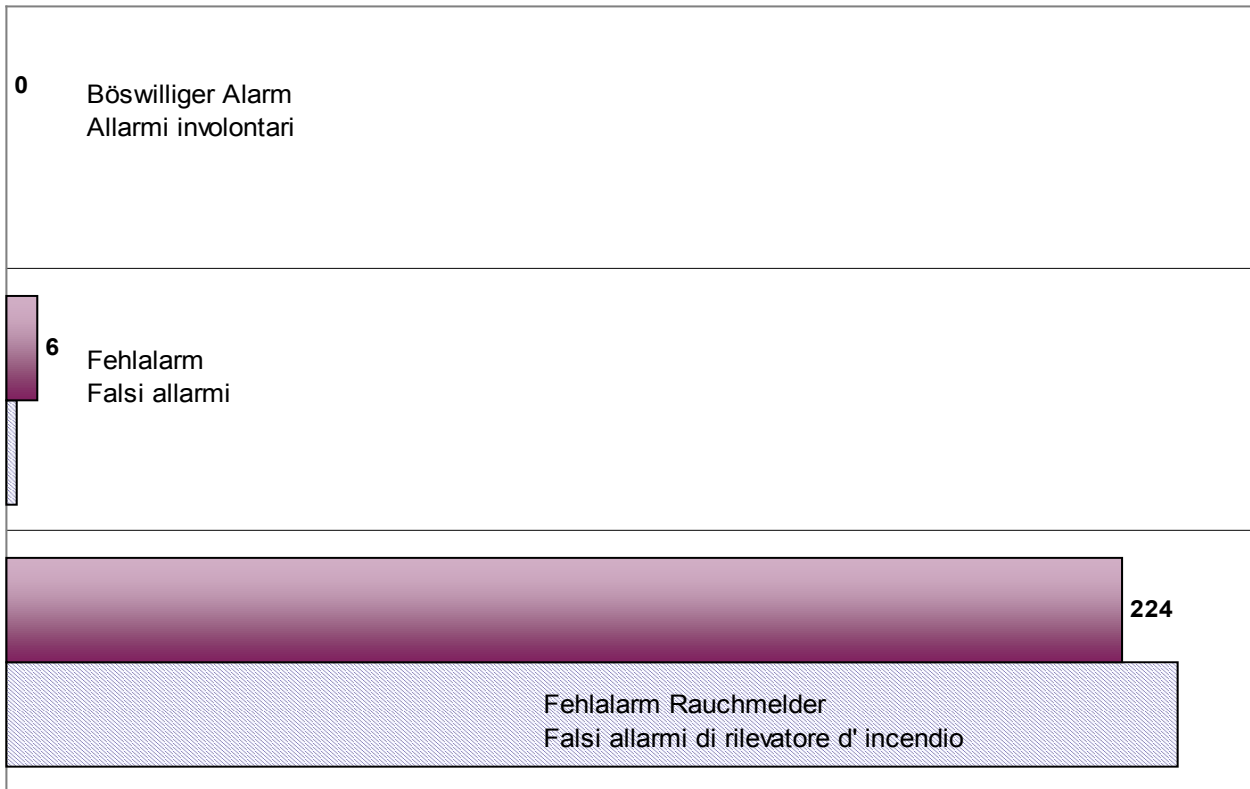 0
Böswilliger Alarm
Allarmi involontari
6
Fehlalarm
Falsi allarmi
224
Fehlalarm Rauchmelder
Falsi allarmi di rilevatore d' incendio